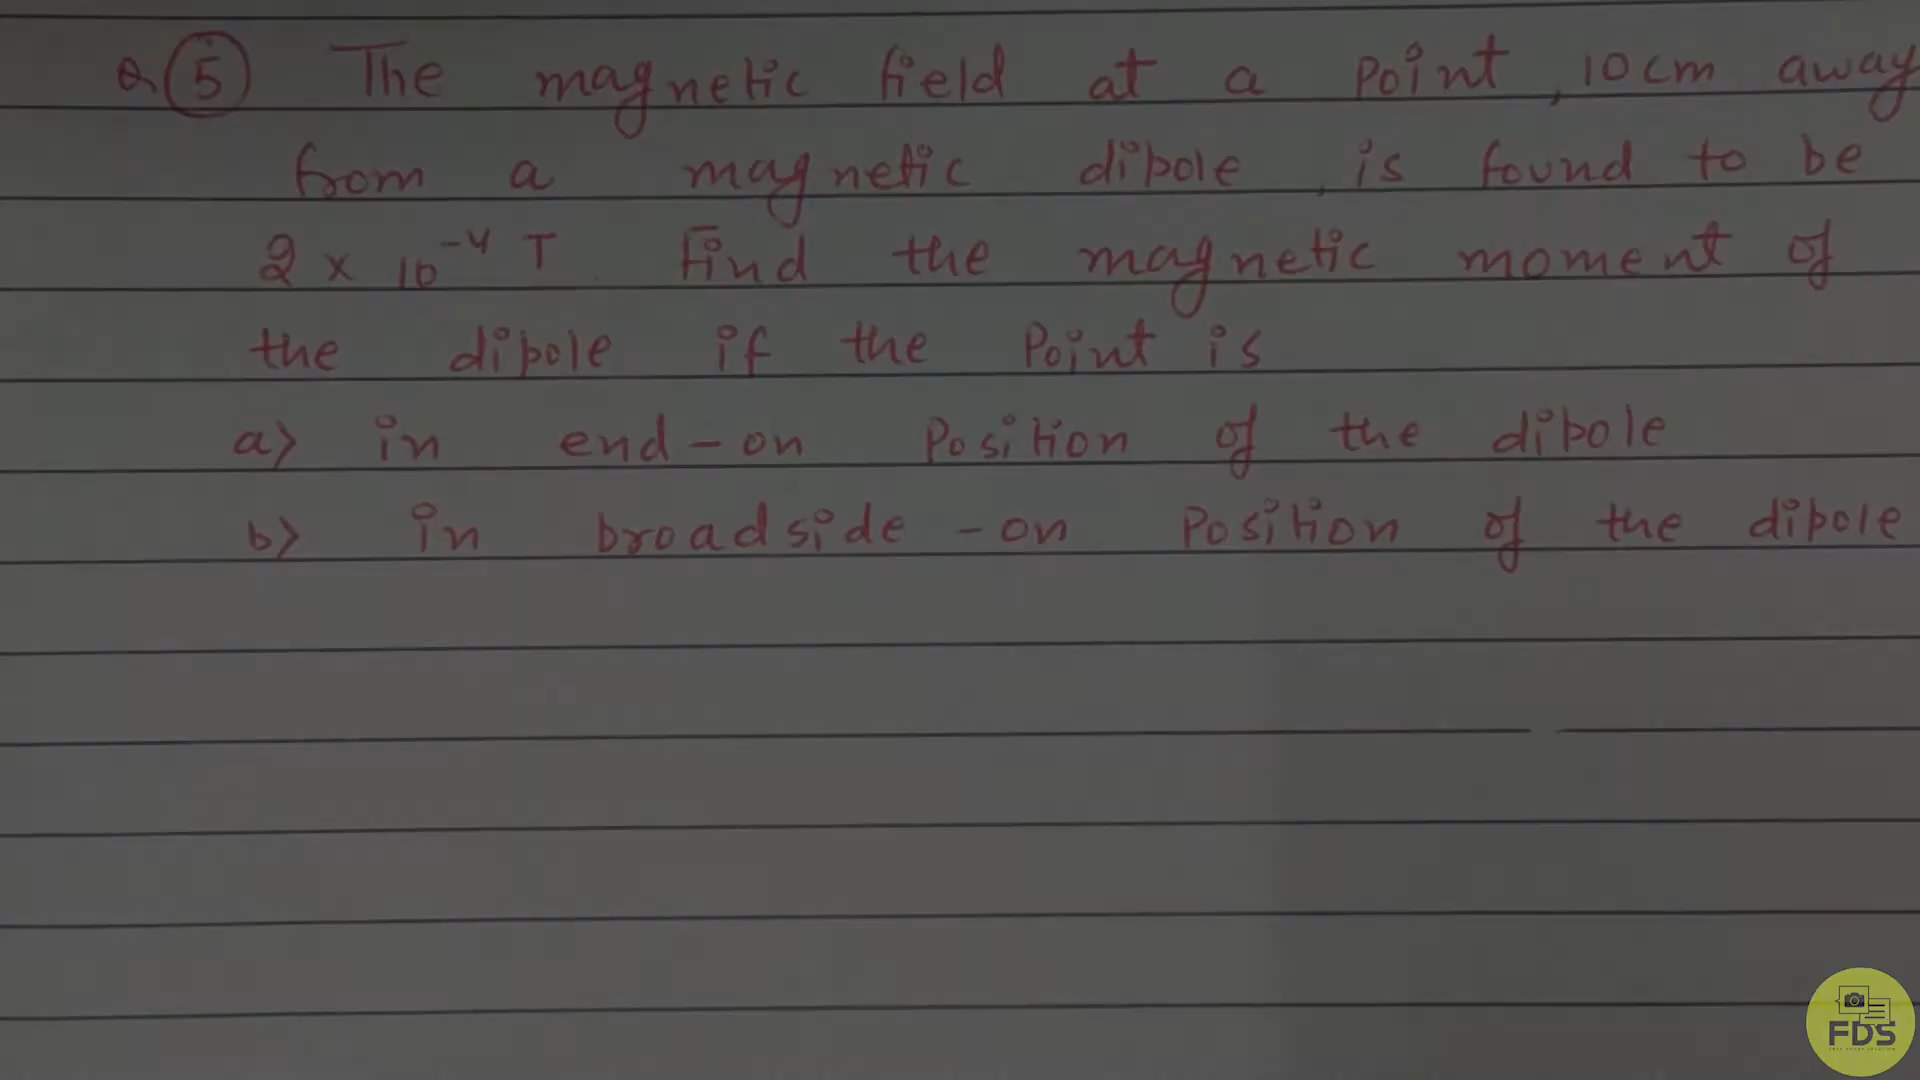 Q 5 The magnetic field at a point, 10cm away
from a magnetic dipole, is found to be
2 × 10⁻⁴ T. Find the magnetic moment of
the dipole if the Point is
a) in end-on Position of the dipole
b) in broadside-on Position of the dipole
FDS